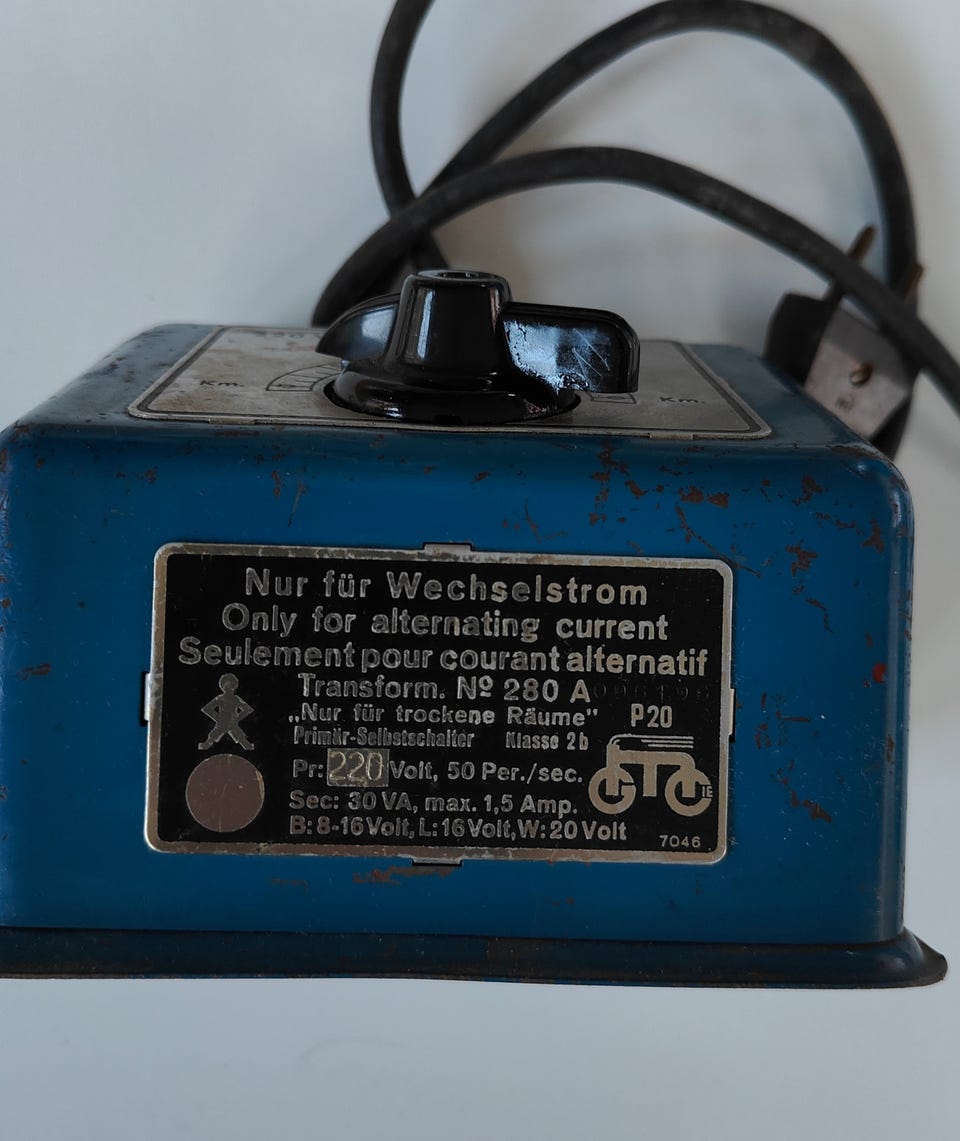 Km.
Km.
Nur für Wechselstrom
Only for alternating current
Seulement pour courant alternatif
Transform. Nº 280 A
„Nur für trockene Räume" P20
Primär-Selbstschalter Klasse 2b
Pr: 220 Volt, 50 Per./sec.
Sec: 30 VA, max. 1,5 Amp.
B: 8-16 Volt, L: 16 Volt, W: 20 Volt
7046